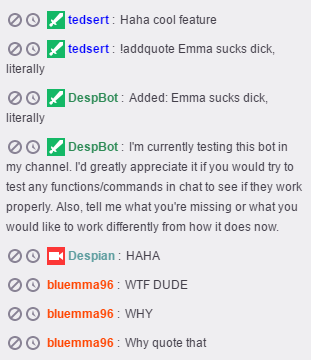 tedsert : Haha cool feature
tedsert : !addquote Emma sucks dick,
literally
DespBot : Added: Emma sucks dick,
literally
DespBot : I'm currently testing this bot in
my channel. I'd greatly appreciate it if you would try to
test any functions/commands in chat to see if they work
properly. Also, tell me what you're missing or what you
would like to work differently from how it does now.
Despian : HAHA
bluemma96 : WTF DUDE
bluemma96 : WHY
bluemma96 : Why quote that